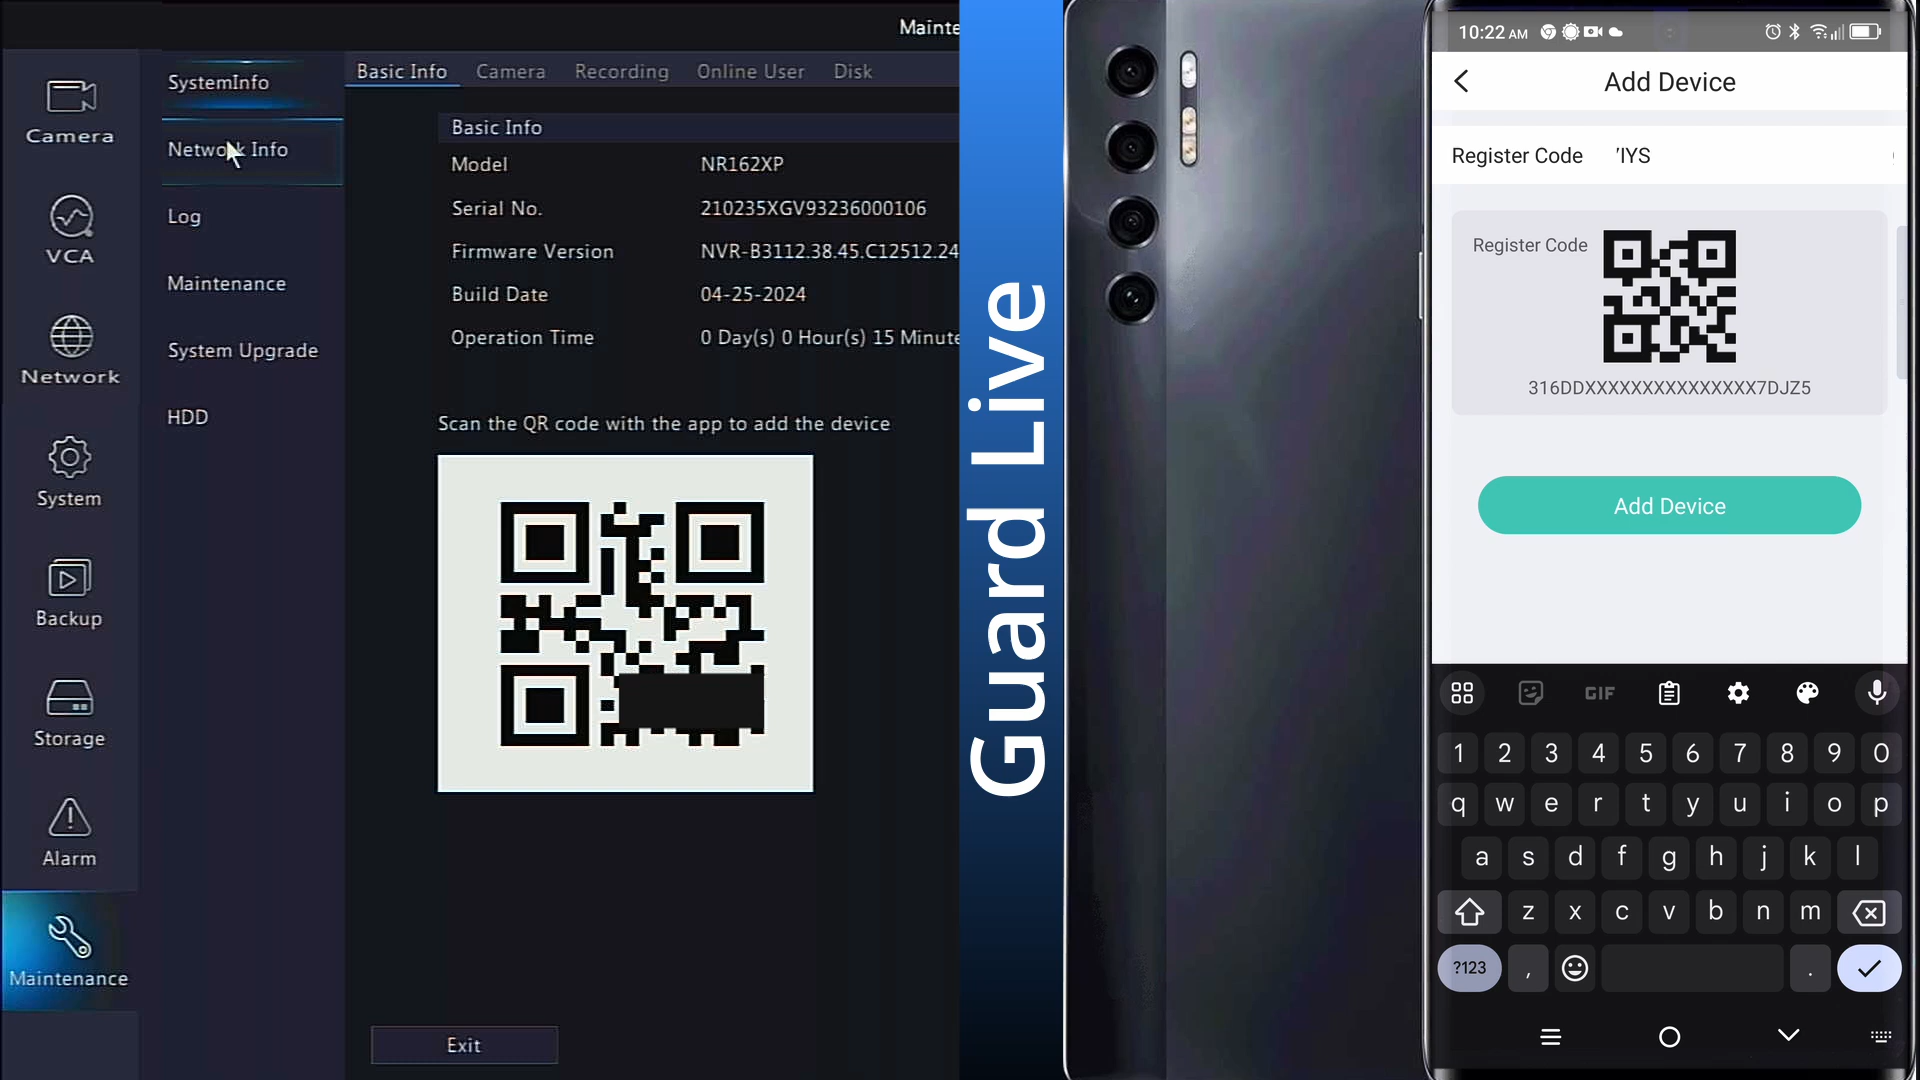 Camera
VCA
Network
System
Backup
Storage
Alarm
Maintenance
SystemInfo
Network Info
Log
Maintenance
System Upgrade
HDD
Basic Info Camera Recording Online User Disk
Basic Info
Model NR162XP
Serial No. 210235XGV93236000106
Firmware Version NVR-B3112.38.45.C12512.24
Build Date 04-25-2024
Operation Time 0 Day(s) 0 Hour(s) 15
Scan the QR code with the app to add the device
Exit
Guard Live
10:22 AM
Add Device
Register Code 'IYS
Register Code
316DDXXXXXXXXXXXXXXX7DJZ5
Add Device
GIF
1 2 3 4 5 6 7 8 9 0
q w e r t y u i o p
a s d f g h j k l
z x c v b n m
?123 , .